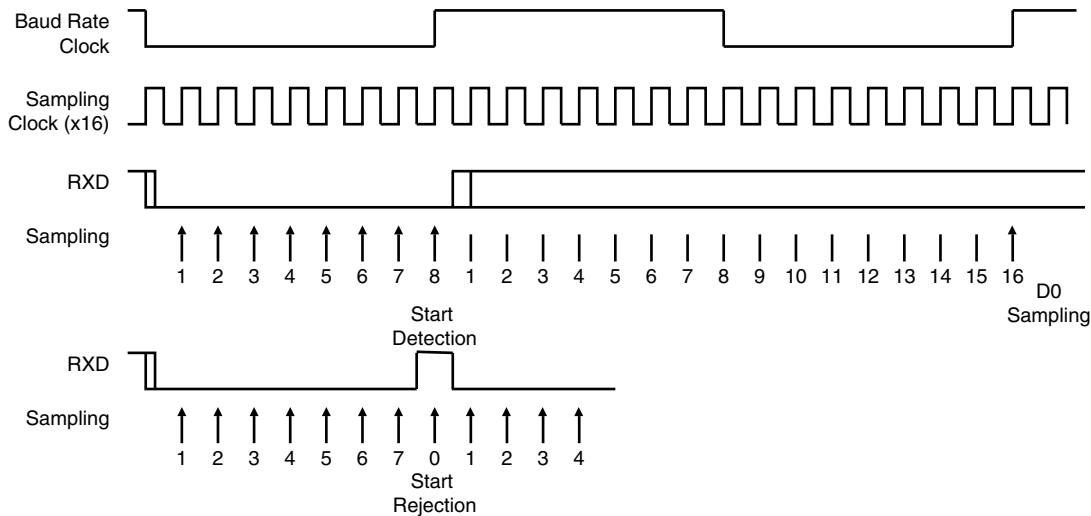 Baud Rate
Clock
Sampling
Clock (x16)
RXD
Sampling
1 2 3 4 5 6 7 8 1 2 3 4 5 6 7 8 9 10 11 12 13 14 15 16
D0
Sampling
Start
Detection
RXD
Sampling
1 2 3 4 5 6 7 0 1 2 3 4
Start
Rejection